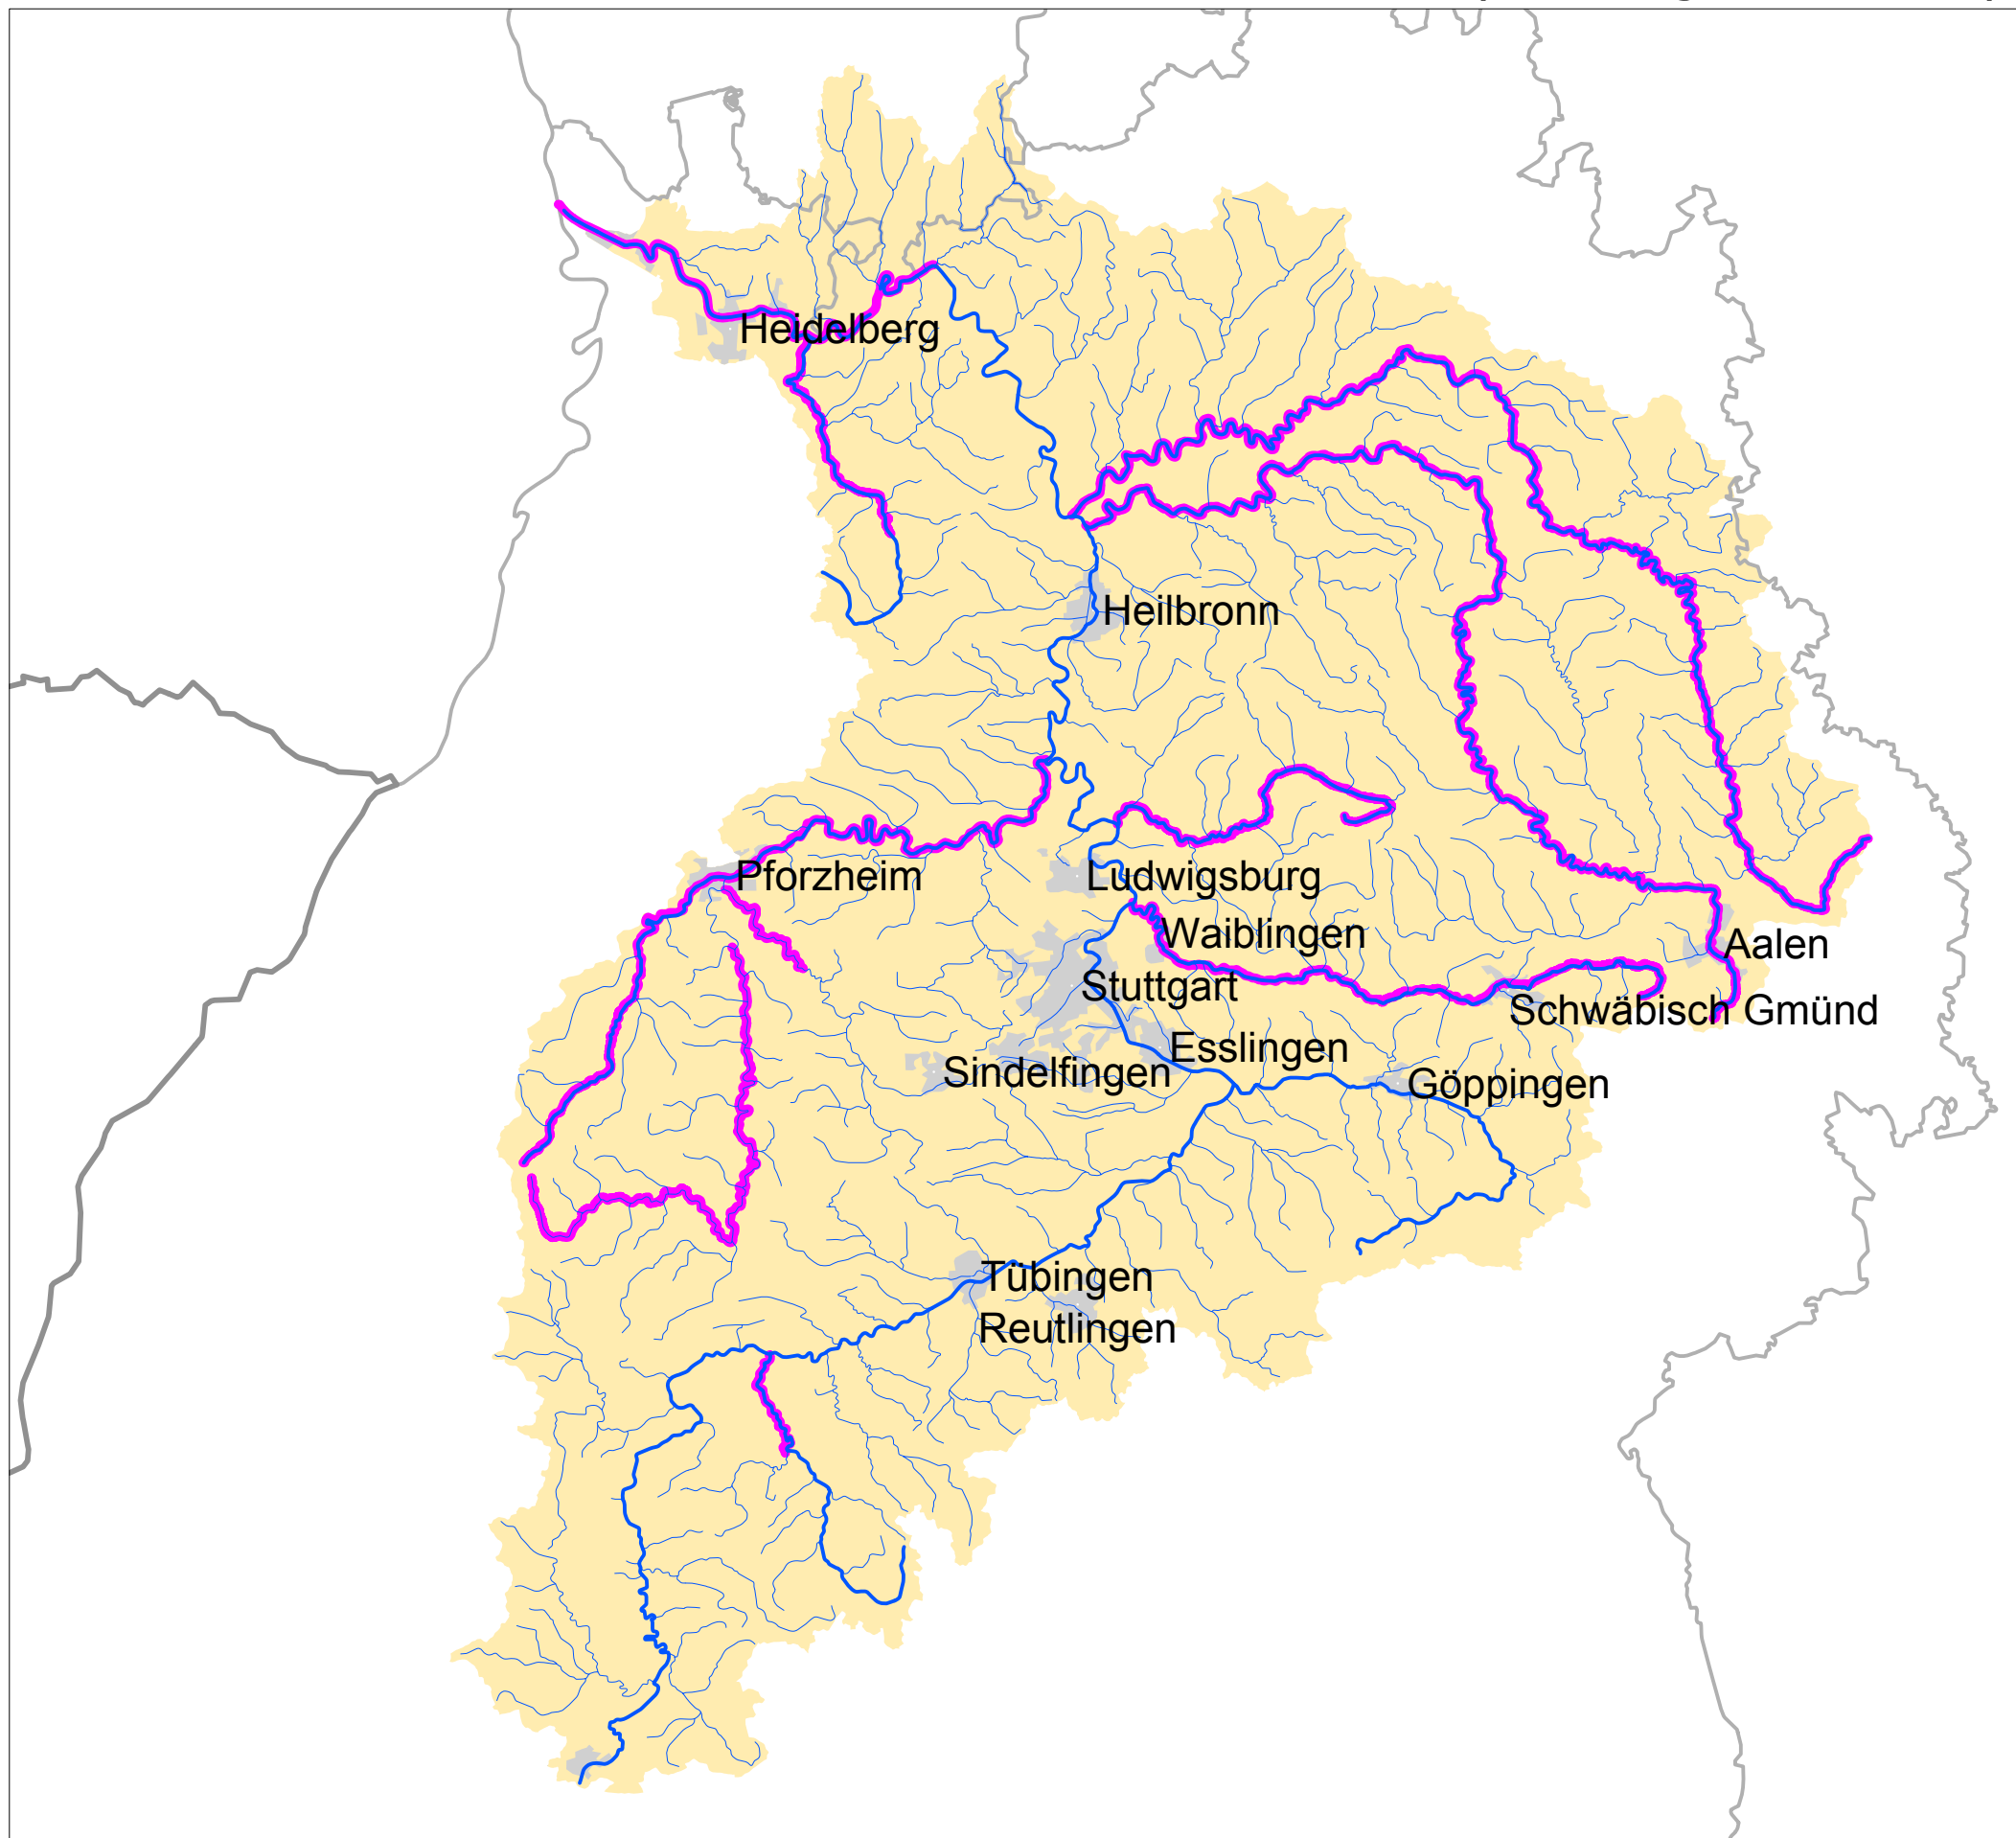 Heidelberg
Heilbronn
Pforzheim
Ludwigsburg
Waiblingen
Aalen
Stuttgart
Schwäbisch Gmünd
Esslingen
Sindelfingen
Göppingen
Tübingen
Reutlingen